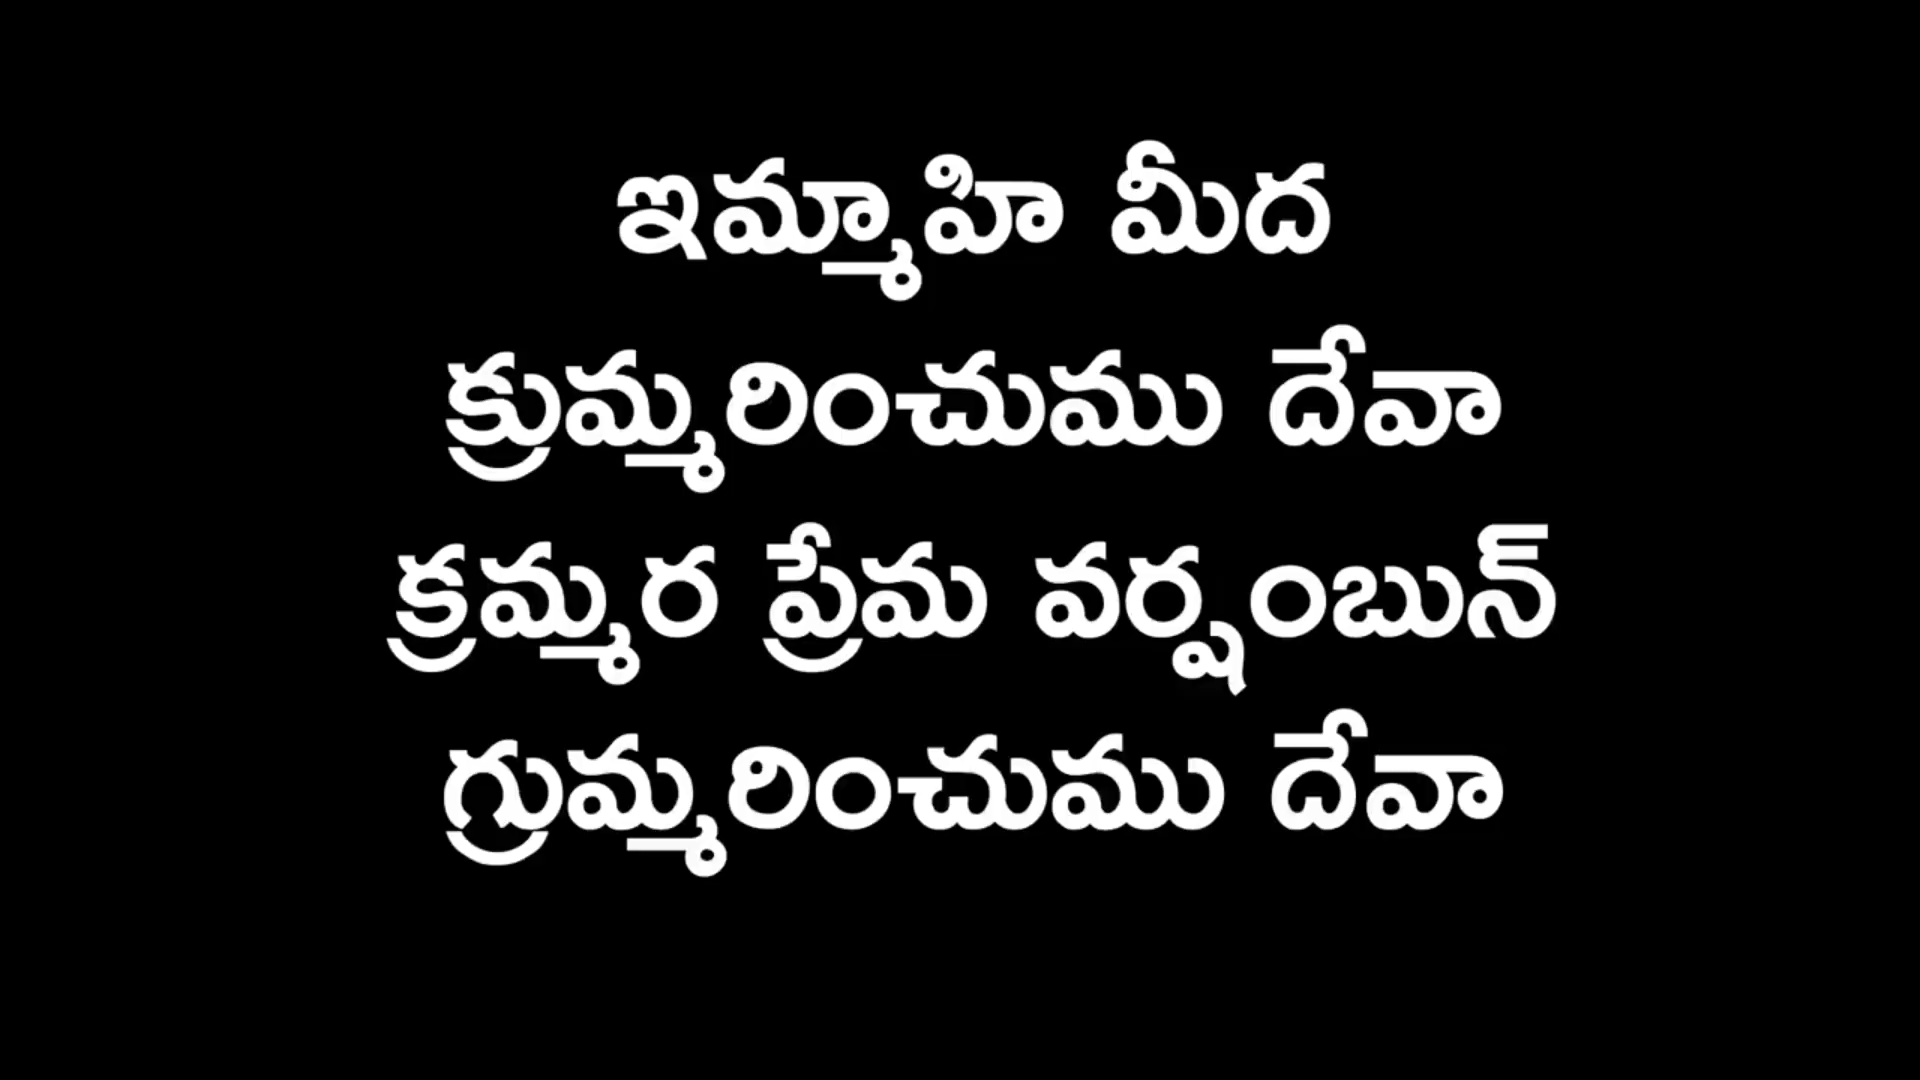 ఇమ్మాహి మీద
క్రుమ్మరించుము దేవా
క్రమ్మర ప్రేమ వర్షంబున్
గ్రుమ్మరించుము దేవా